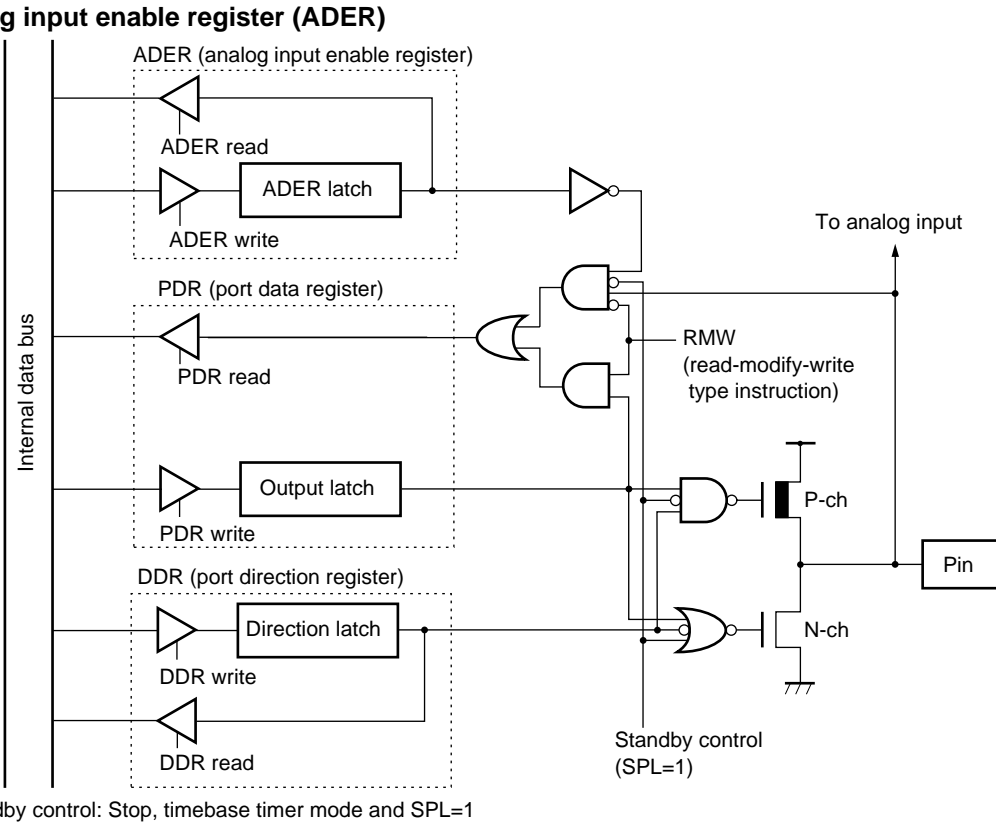 g input enable register (ADER)
ADER (analog input enable register)
ADER read
ADER latch
ADER write
To analog input
PDR (port data register)
Internal data bus
RMW
(read-modify-write
type instruction)
PDR read
Output latch
P-ch
PDR write
Pin
DDR (port direction register)
Direction latch
N-ch
DDR write
Standby control
(SPL=1)
DDR read
dby control: Stop, timebase timer mode and SPL=1